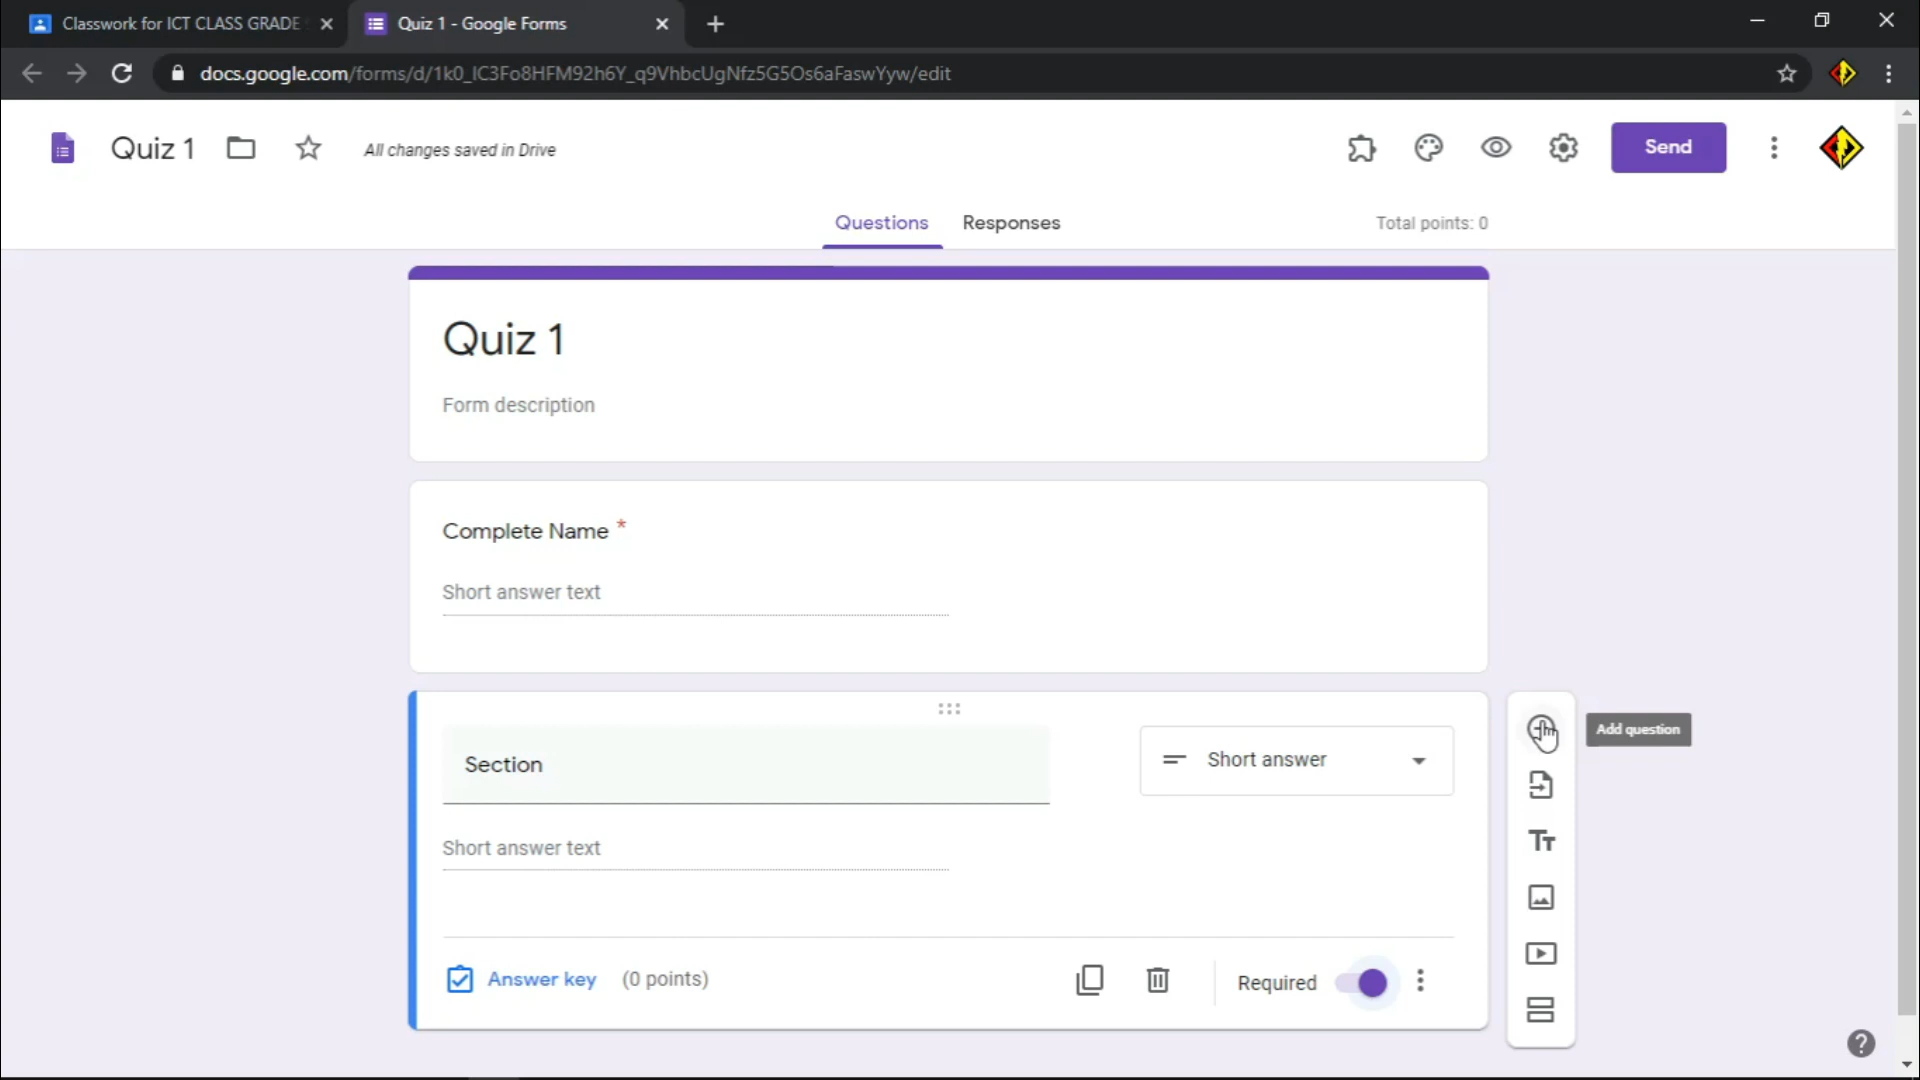 Classwork for ICT CLASS GRADE
Quiz 1 - Google Forms
docs.google.com/forms/d/1k0_IC3Fo8HFM92h6Y_q9VhbcUgNfz5G5Os6aFaswYyw/edit
Quiz 1
All changes saved in Drive
Send
Questions
Responses
Total points: 0
Quiz 1
Form description
Complete Name *
Short answer text
Section
Short answer
Add question
Short answer text
Answer key
(0 points)
Required